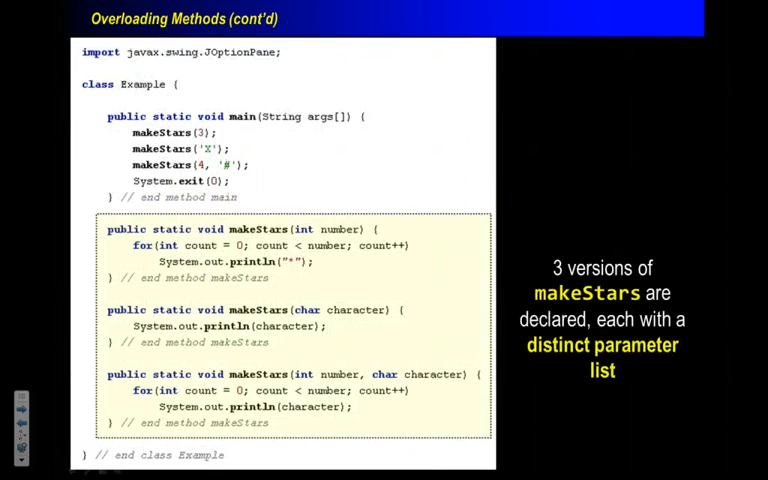 Overloading Methods (cont'd)
import javax.swing.JOptionPane;
class Example {
public static void main(String args[]) {
makeStars(3);
makeStars('X');
makeStars(4, '#');
System.exit(0);
} // end method main
public static void makeStars(int number) {
for(int count = 0; count < number; count++)
System.out.println("*");
} // end method makeStars
public static void makeStars(char character) {
System.out.println(character);
} // end method makeStars
public static void makeStars(int number, char character) {
for(int count = 0; count < number; count++)
System.out.println(character);
} // end method makeStars
} // end class Example
3 versions of
makeStars are
declared, each with a
distinct parameter
list